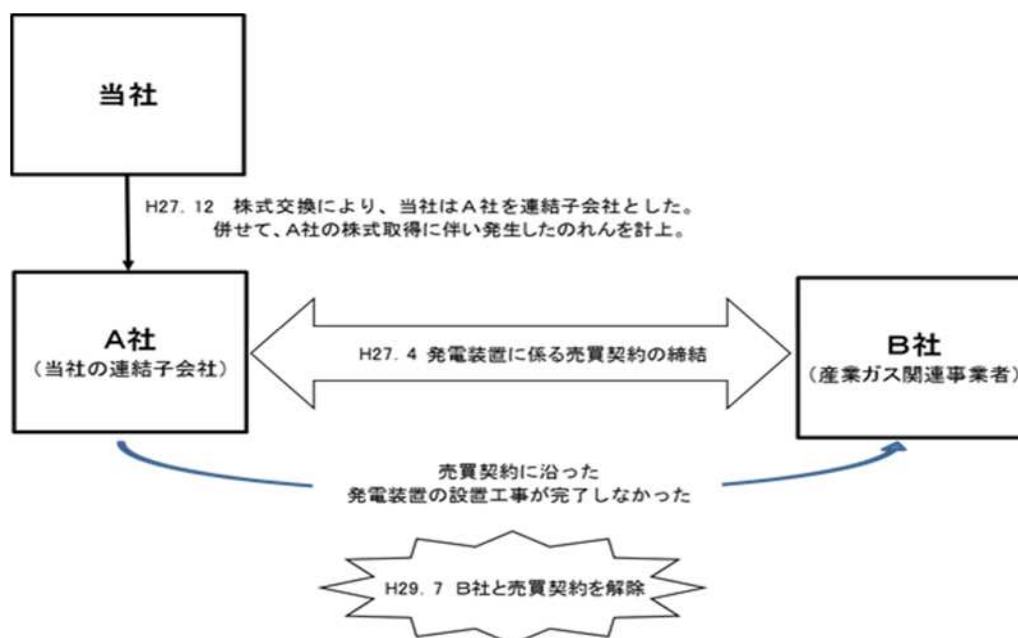 当社
H27．12　株式交換により、当社はA社を連結子会社とした。
併せて、A社の株式取得に伴い発生したのれんを計上。
A社
（当社の連結子会社）
H27．4 発電装置に係る売買契約の締結
B社
（産業ガス関連事業者）
売買契約に沿った
発電装置の設置工事が完了しなかった
H29．7 B社と売買契約を解除